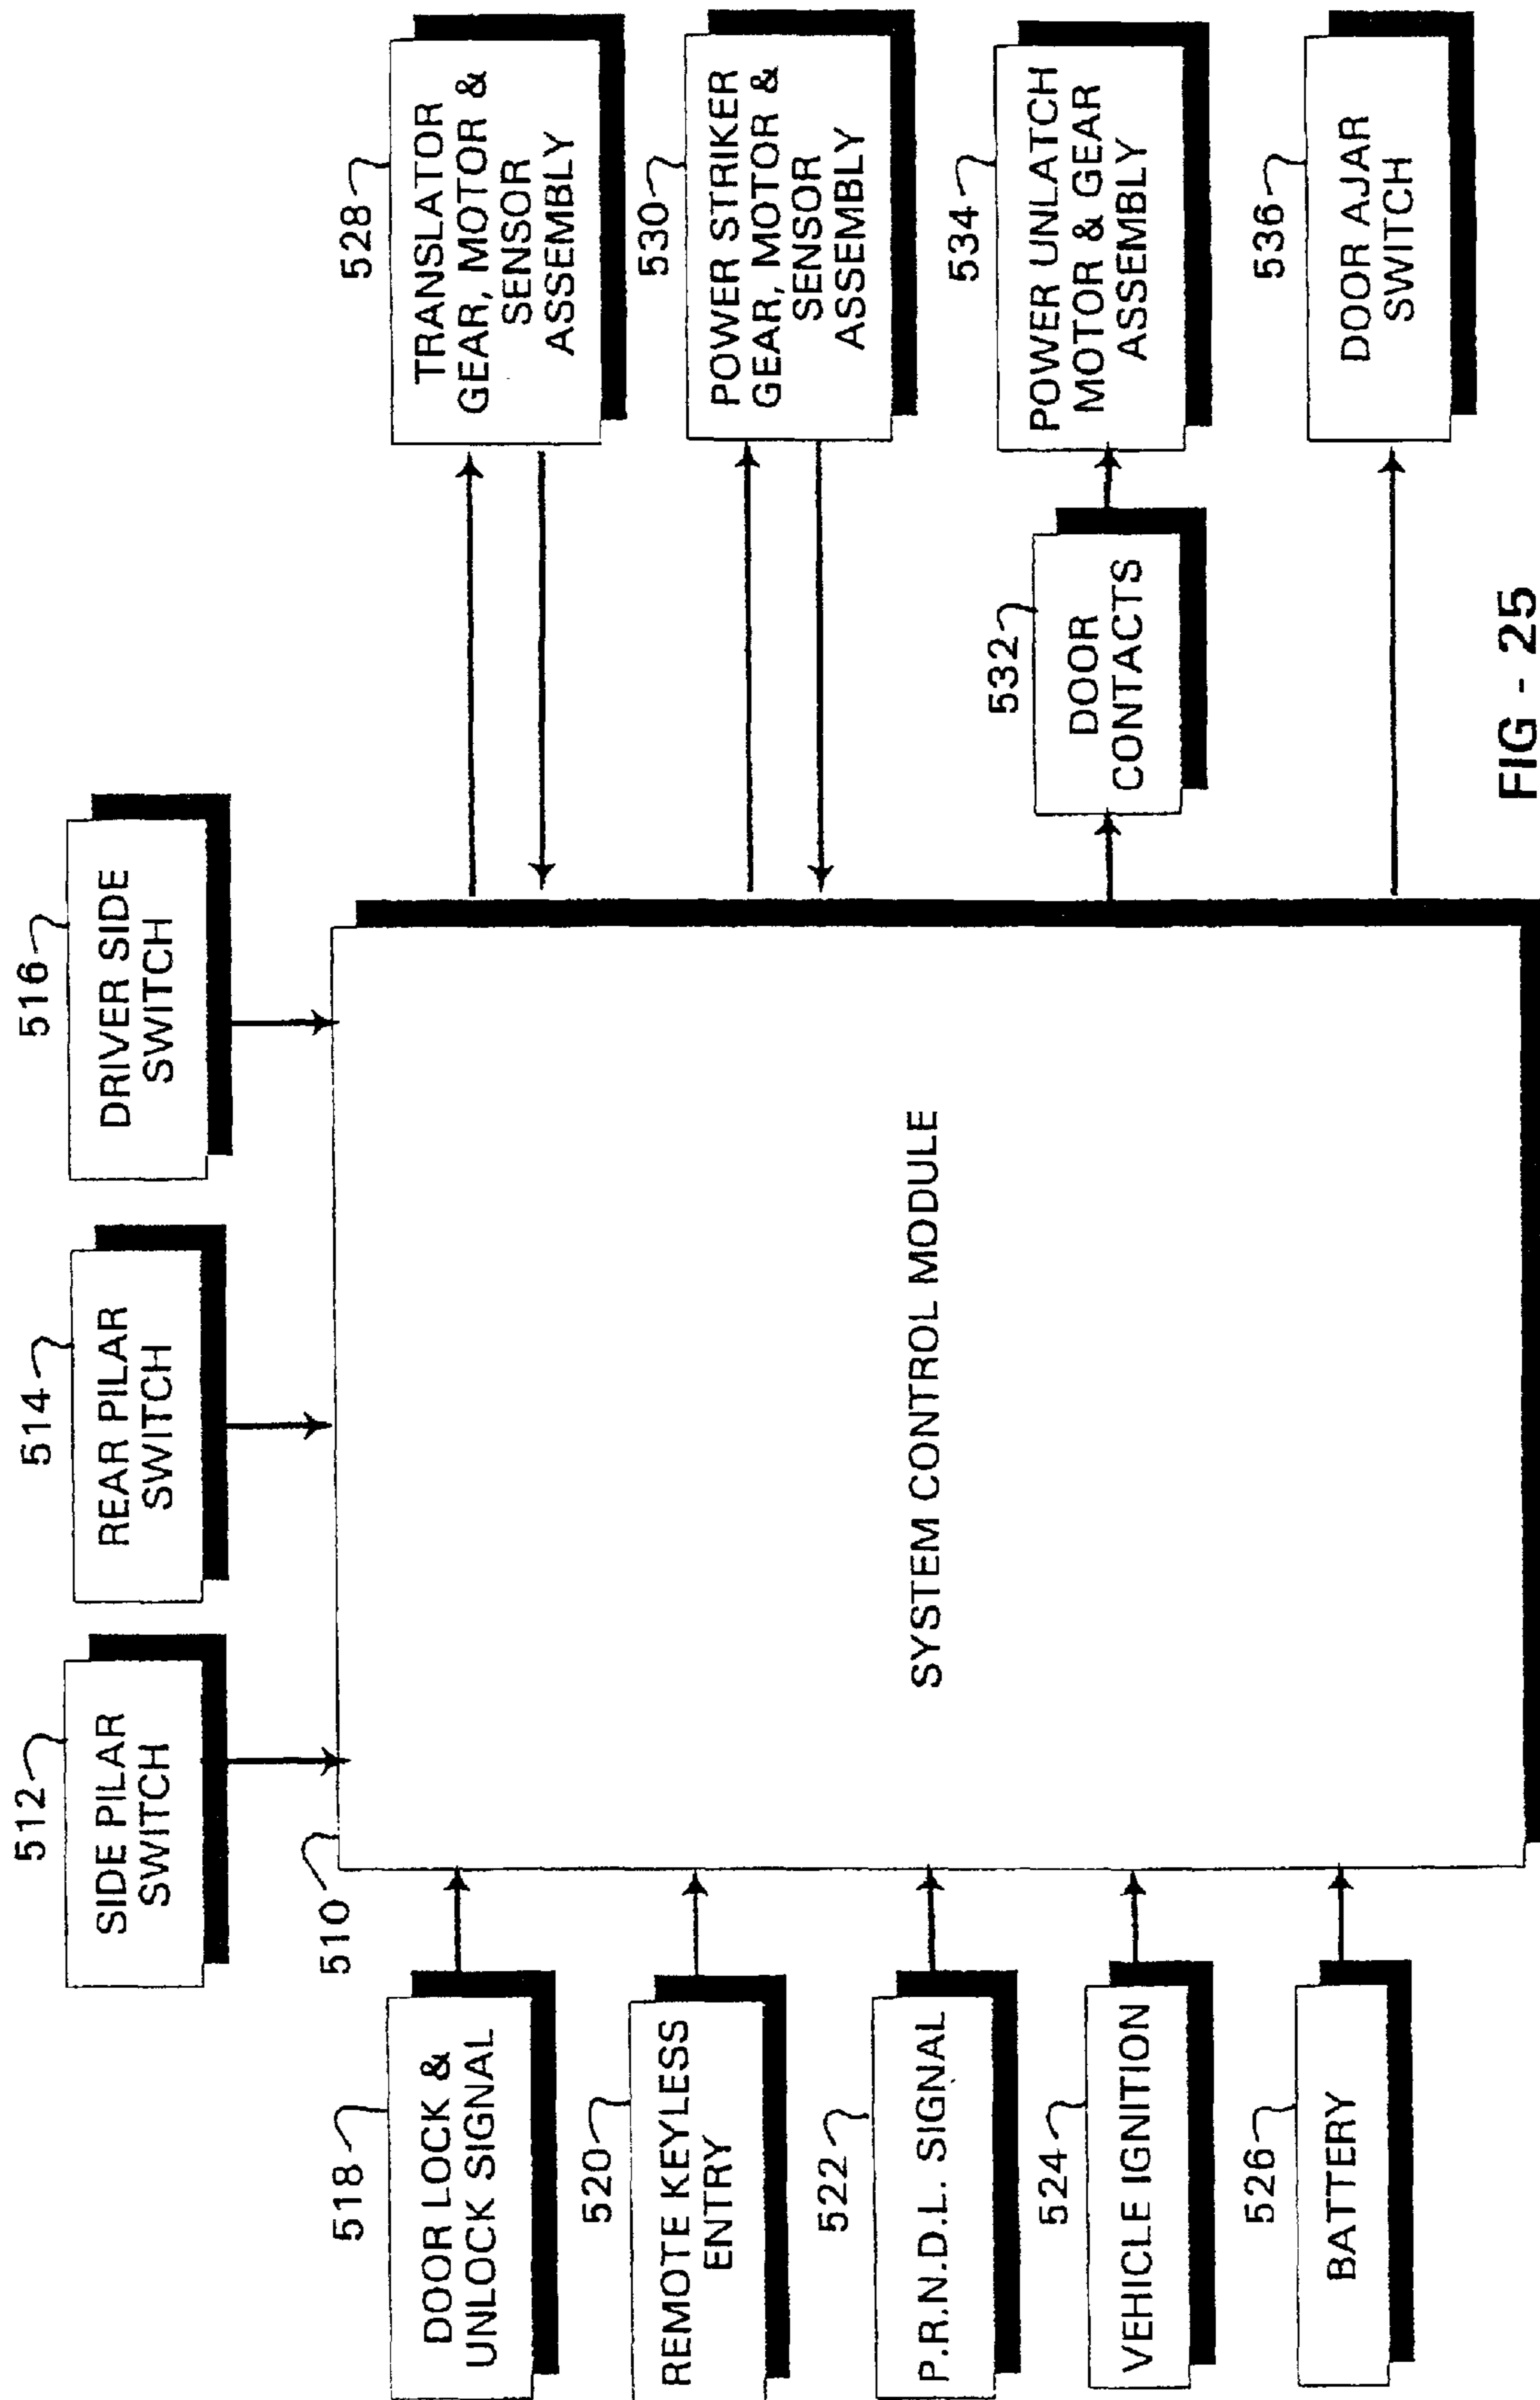 512
SIDE PILAR
SWITCH
514
REAR PILAR
SWITCH
516
DRIVER SIDE
SWITCH
510
SYSTEM CONTROL MODULE
518
DOOR LOCK &
UNLOCK SIGNAL
520
REMOTE KEYLESS
ENTRY
522
P.R.N.D.L. SIGNAL
524
VEHICLE IGNITION
526
BATTERY
528
TRANSLATOR
GEAR, MOTOR &
SENSOR
ASSEMBLY
530
POWER STRIKER
GEAR, MOTOR &
SENSOR
ASSEMBLY
532
DOOR
CONTACTS
534
POWER UNLATCH
MOTOR & GEAR
ASSEMBLY
536
DOOR AJAR
SWITCH
FIG - 25